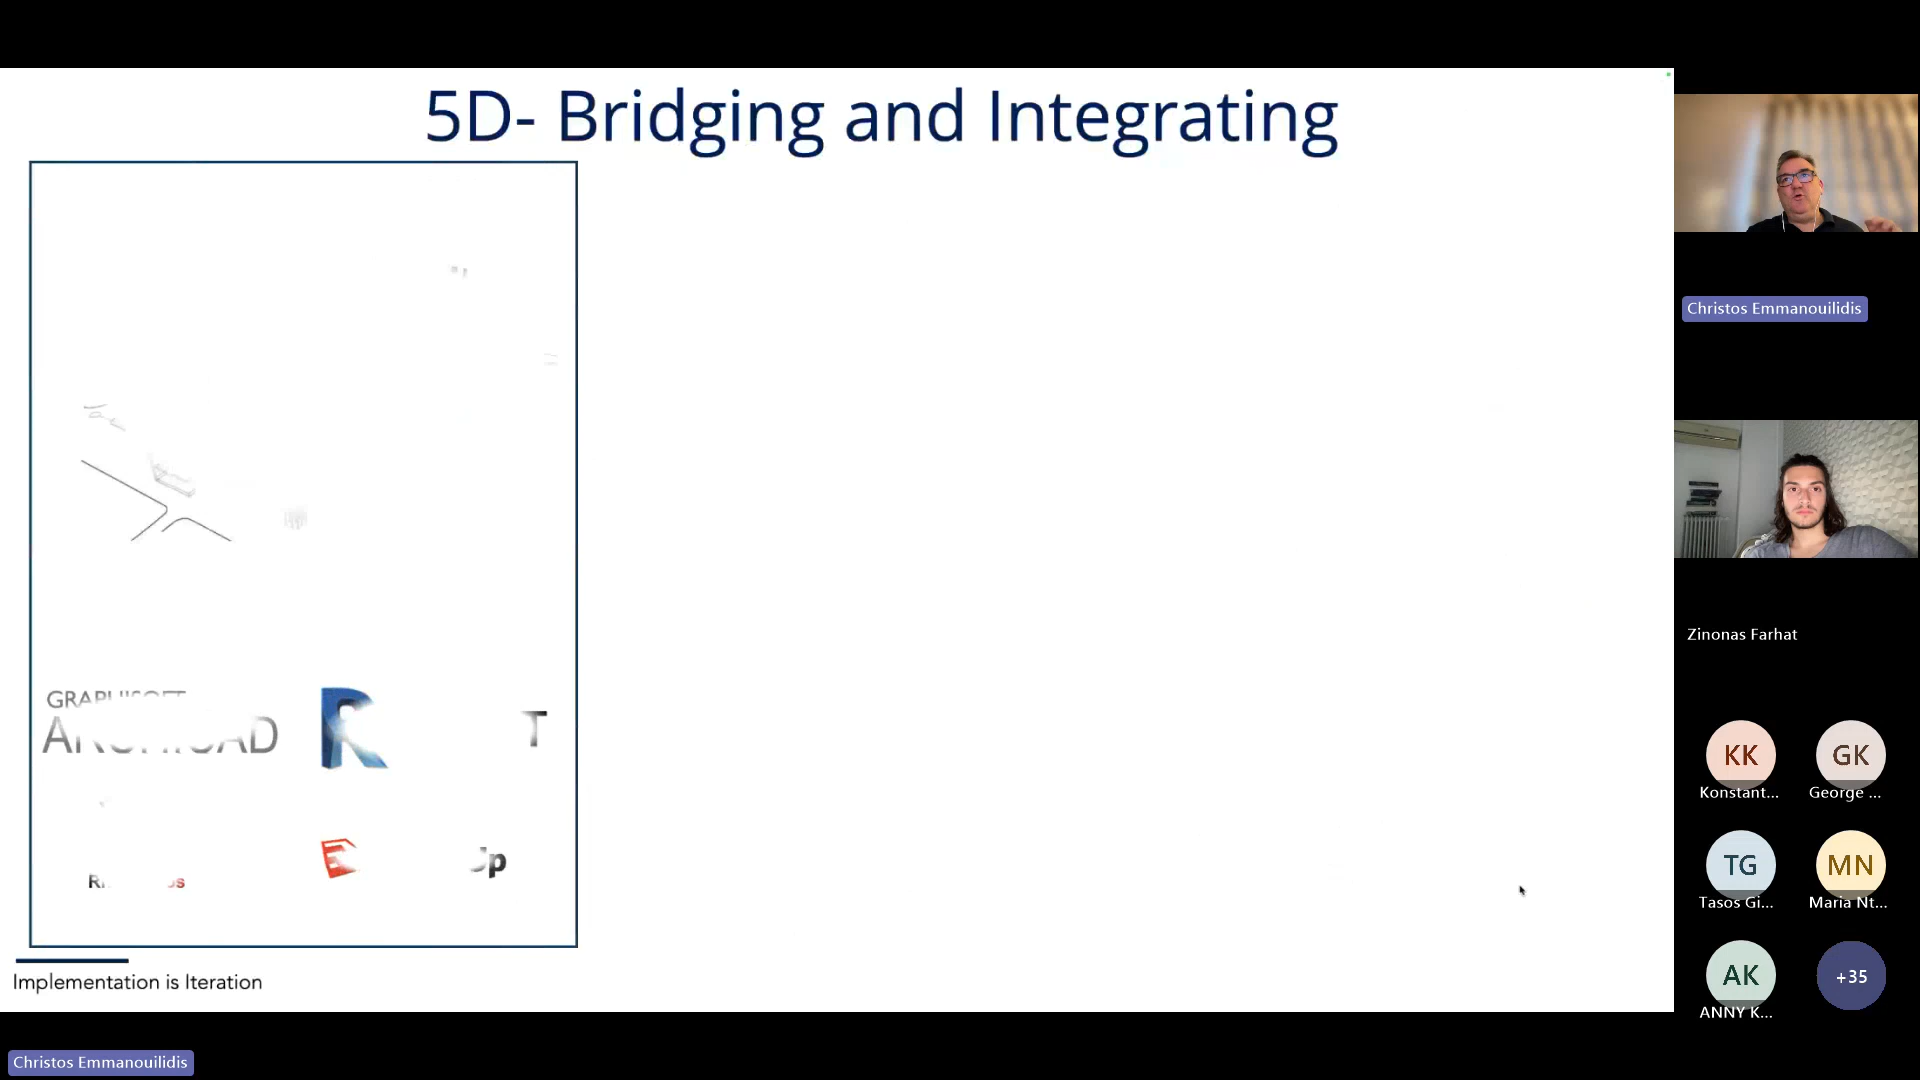 5D- Bridging and Integrating
T
Implementation is Iteration
Christos Emmanouilidis
Christos Emmanouilidis
Zinonas Farhat
KK
GK
Konstant...
George ...
TG
MN
Tasos Gi...
Maria Nt...
AK
+35
ANNY K...